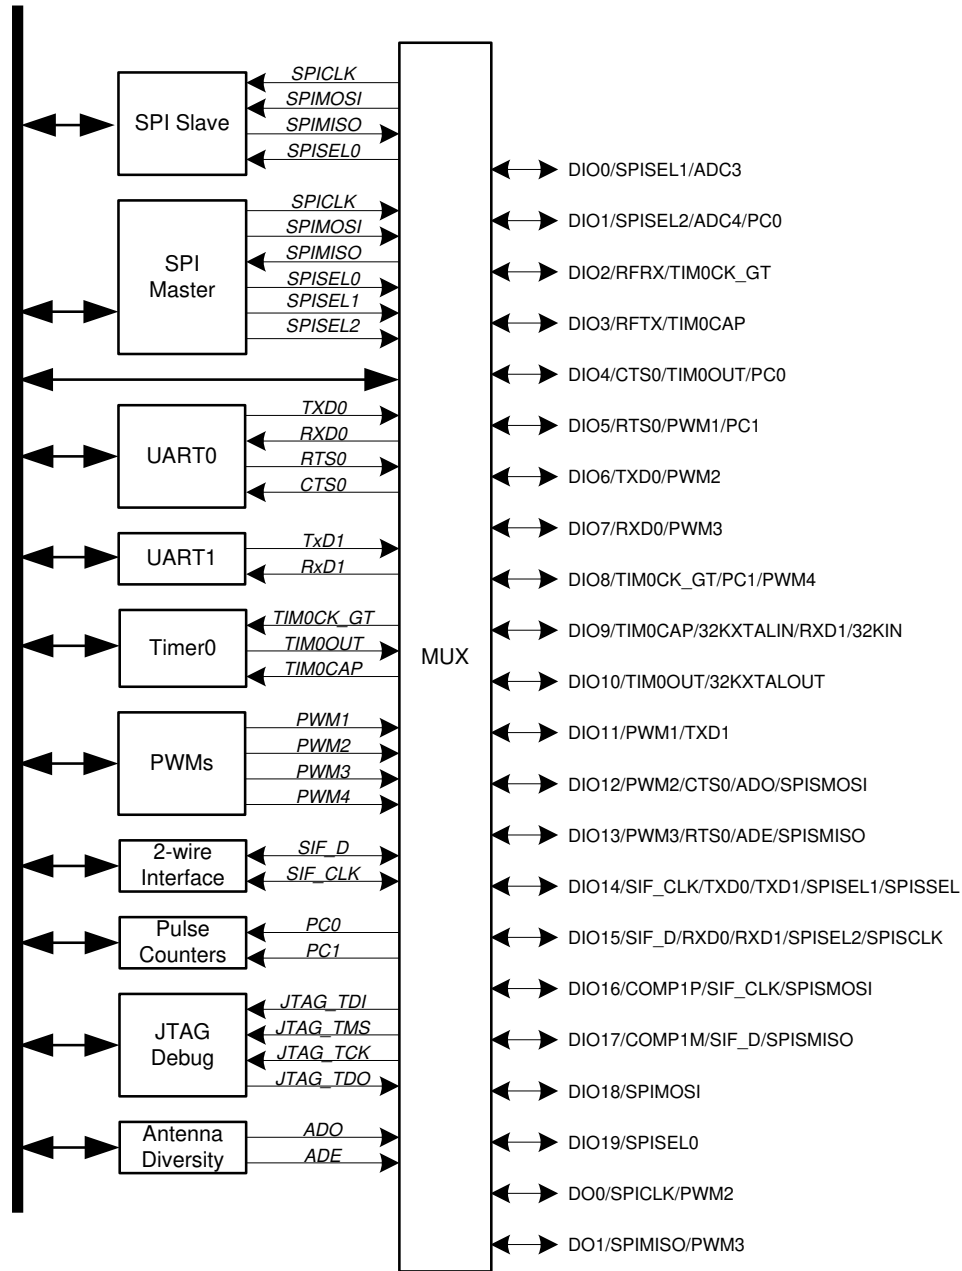 SPI Slave
SPICLK
SPIMOSI
SPIMISO
SPISEL0
SPI
Master
SPICLK
SPIMOSI
SPIMISO
SPISEL0
SPISEL1
SPISEL2
UART0
TXD0
RXD0
RTS0
CTS0
UART1
TxD1
RxD1
Timer0
TIM0CK_GT
TIM0OUT
TIM0CAP
PWMs
PWM1
PWM2
PWM3
PWM4
2-wire
Interface
SIF_D
SIF_CLK
Pulse
Counters
PC0
PC1
JTAG
Debug
JTAG_TDI
JTAG_TMS
JTAG_TCK
JTAG_TDO
Antenna
Diversity
ADO
ADE
MUX
DIO0/SPISEL1/ADC3
DIO1/SPISEL2/ADC4/PC0
DIO2/RFRX/TIM0CK_GT
DIO3/RFTX/TIM0CAP
DIO4/CTS0/TIM0OUT/PC0
DIO5/RTS0/PWM1/PC1
DIO6/TXD0/PWM2
DIO7/RXD0/PWM3
DIO8/TIM0CK_GT/PC1/PWM4
DIO9/TIM0CAP/32KXTALIN/RXD1/32KIN
DIO10/TIM0OUT/32KXTALOUT
DIO11/PWM1/TXD1
DIO12/PWM2/CTS0/ADO/SPISMOSI
DIO13/PWM3/RTS0/ADE/SPISMISO
DIO14/SIF_CLK/TXD0/TXD1/SPISEL1/SPISSEL
DIO15/SIF_D/RXD0/RXD1/SPISEL2/SPISCLK
DIO16/COMP1P/SIF_CLK/SPISMOSI
DIO17/COMP1M/SIF_D/SPISMISO
DIO18/SPIMOSI
DIO19/SPISEL0
DO0/SPICLK/PWM2
DO1/SPIMISO/PWM3